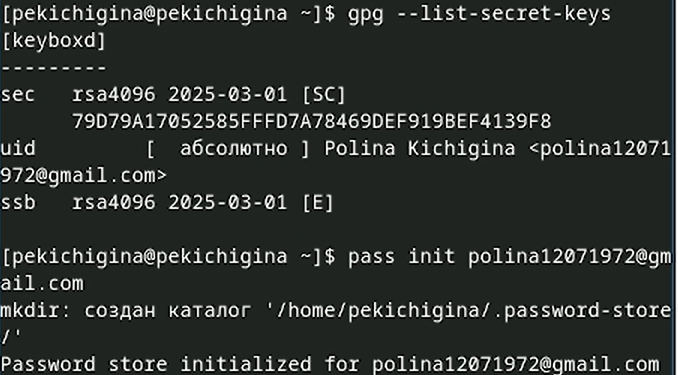 [pekichigina@pekichigina ~]$ gpg --list-secret-keys
[keyboxd]
---------
sec   rsa4096 2025-03-01 [SC]
      79D79A17052585FFFD7A78469DEF919BEF4139F8
uid         [  абсолютно ] Polina Kichigina <polina12071
972@gmail.com>
ssb   rsa4096 2025-03-01 [E]

[pekichigina@pekichigina ~]$ pass init polina12071972@gm
ail.com
mkdir: создан каталог '/home/pekichigina/.password-store
/'
Password store initialized for polina12071972@gmail.com